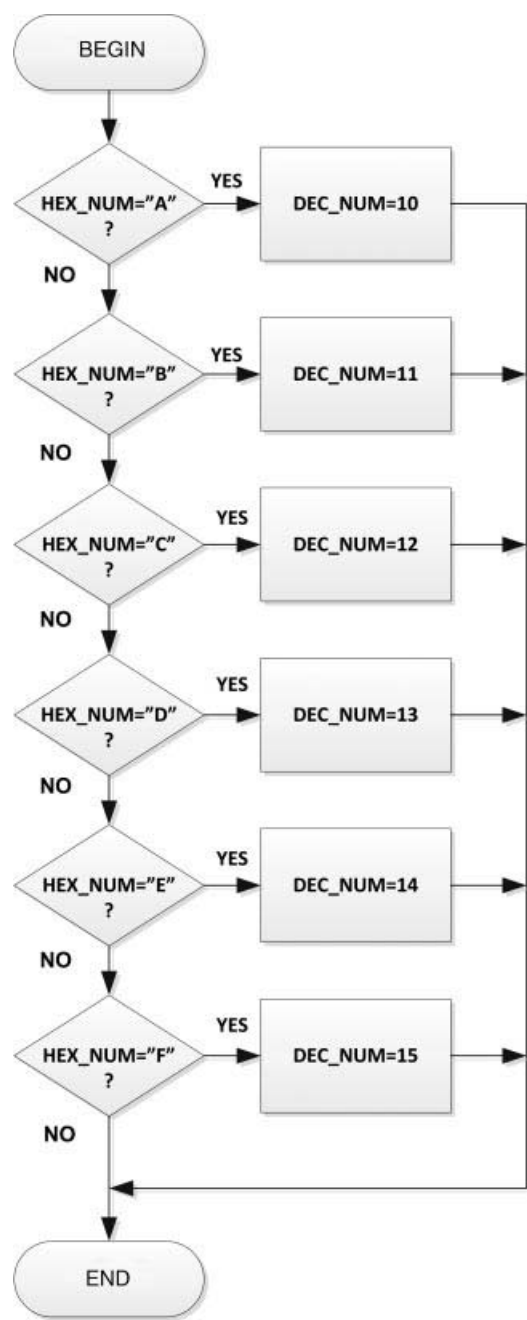 BEGIN
HEX_NUM=”A”
?
YES
DEC_NUM=10
NO
HEX_NUM=”B”
?
YES
DEC_NUM=11
NO
HEX_NUM=”C”
?
YES
DEC_NUM=12
NO
HEX_NUM=”D”
?
YES
DEC_NUM=13
NO
HEX_NUM=”E”
?
YES
DEC_NUM=14
NO
HEX_NUM=”F”
?
YES
DEC_NUM=15
NO
END